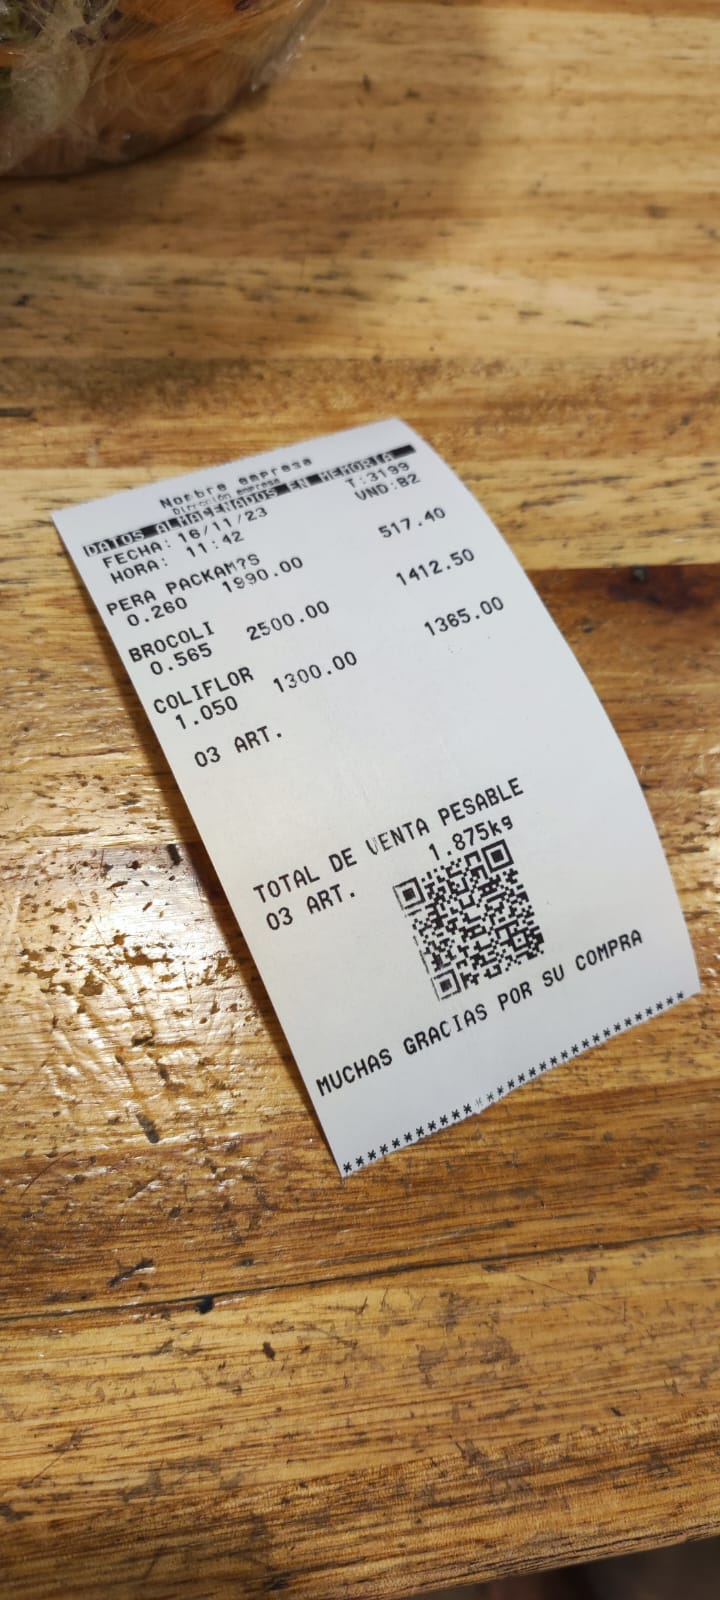 Nombre empresa
Dirección empresa
DATOS ALMACENADOS EN MEMORIA
FECHA: 16/11/23 T:3199
HORA: 11:42 VND:B2
PERA PACKAM?S
0.260 1990.00 517.40
BROCOLI
0.565 2500.00 1412.50
COLIFLOR
1.050 1300.00 1365.00
03 ART.
TOTAL DE VENTA PESABLE
03 ART. 1.875kg
MUCHAS GRACIAS POR SU COMPRA